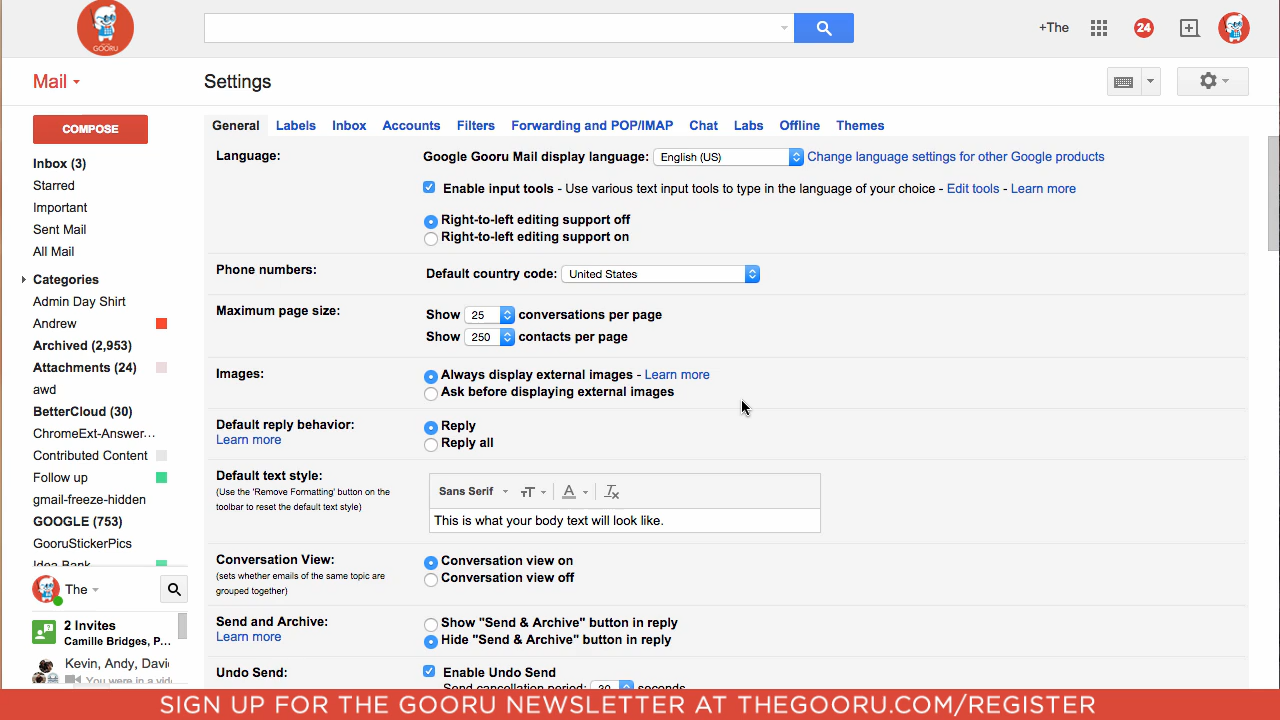 GOORU
+The
24
Mail
Settings
COMPOSE
General Labels Inbox Accounts Filters Forwarding and POP/IMAP Chat Labs Offline Themes
Inbox (3)
Starred
Important
Sent Mail
All Mail
Categories
Admin Day Shirt
Andrew
Archived (2,953)
Attachments (24)
awd
BetterCloud (30)
ChromeExt-Answer...
Contributed Content
Follow up
gmail-freeze-hidden
GOOGLE (753)
GooruStickerPics
Idea Bank
The
2 Invites
Camille Bridges, P...
Kevin, Andy, Davi
You were in a vid
Language:
Google Gooru Mail display language: English (US) Change language settings for other Google products
Enable input tools - Use various text input tools to type in the language of your choice - Edit tools - Learn more
Right-to-left editing support off
Right-to-left editing support on
Phone numbers:
Default country code: United States
Maximum page size:
Show 25 conversations per page
Show 250 contacts per page
Images:
Always display external images - Learn more
Ask before displaying external images
Default reply behavior:
Learn more
Reply
Reply all
Default text style:
(Use the 'Remove Formatting' button on the
toolbar to reset the default text style)
Sans Serif
This is what your body text will look like.
Conversation View:
(sets whether emails of the same topic are
grouped together)
Conversation view on
Conversation view off
Send and Archive:
Learn more
Show "Send & Archive" button in reply
Hide "Send & Archive" button in reply
Undo Send:
Enable Undo Send
Send cancellation period: 30 seconds
SIGN UP FOR THE GOORU NEWSLETTER AT THEGOORU.COM/REGISTER